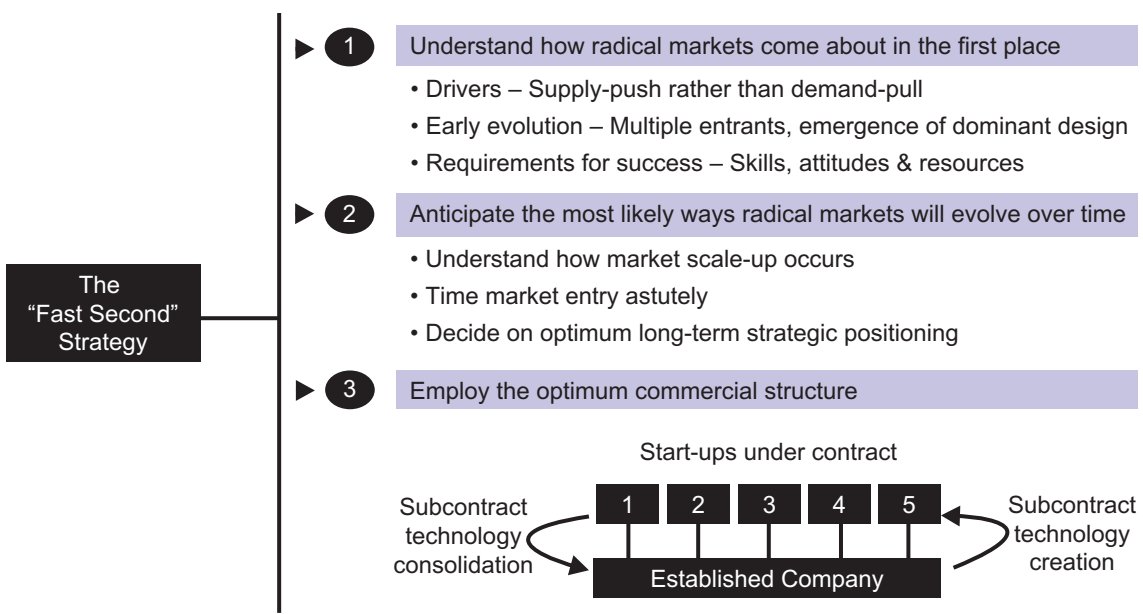 The
“Fast Second”
Strategy
1
Understand how radical markets come about in the first place
• Drivers – Supply-push rather than demand-pull
• Early evolution – Multiple entrants, emergence of dominant design
• Requirements for success – Skills, attitudes & resources
2
Anticipate the most likely ways radical markets will evolve over time
• Understand how market scale-up occurs
• Time market entry astutely
• Decide on optimum long-term strategic positioning
3
Employ the optimum commercial structure
Start-ups under contract
Subcontract
technology
consolidation
1 2 3 4 5
Established Company
Subcontract
technology
creation